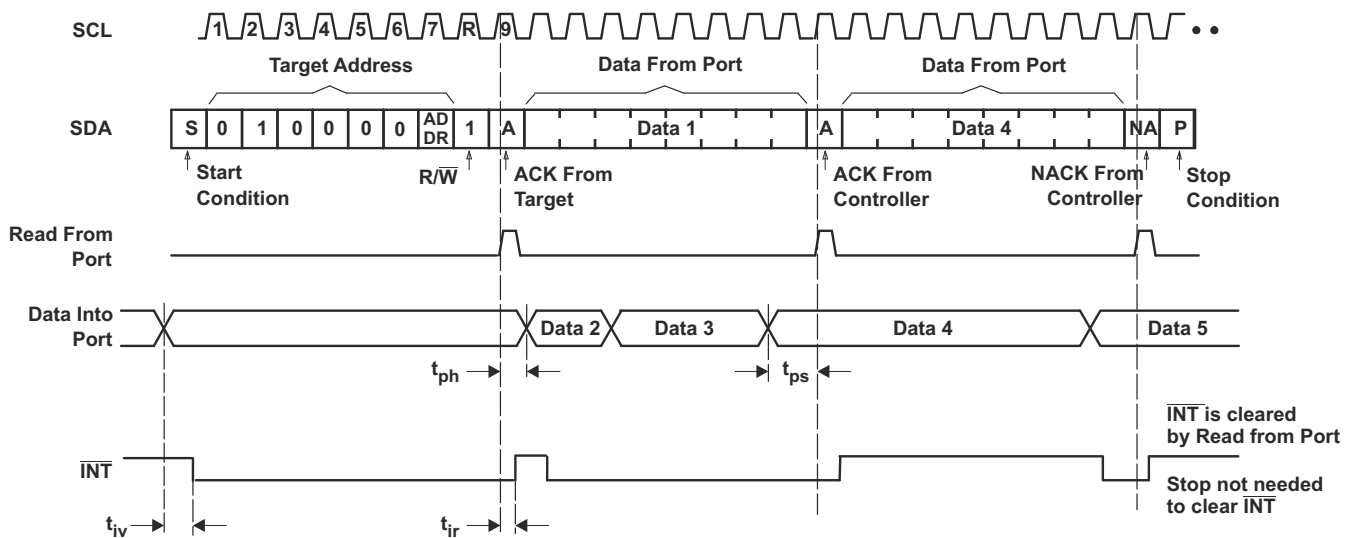 SCL 1 2 3 4 5 6 7 R 9
Target Address Data From Port Data From Port
SDA S 0 1 0 0 0 0 AD DR 1 A Data 1 A Data 4 NA P
Start Condition
R/W̅
ACK From Target
ACK From Controller
NACK From Controller
Stop Condition
Read From Port
Data Into Port
Data 2 Data 3 Data 4 Data 5
tph tps
INT is cleared by Read from Port
INT
Stop not needed to clear INT
tiv tir